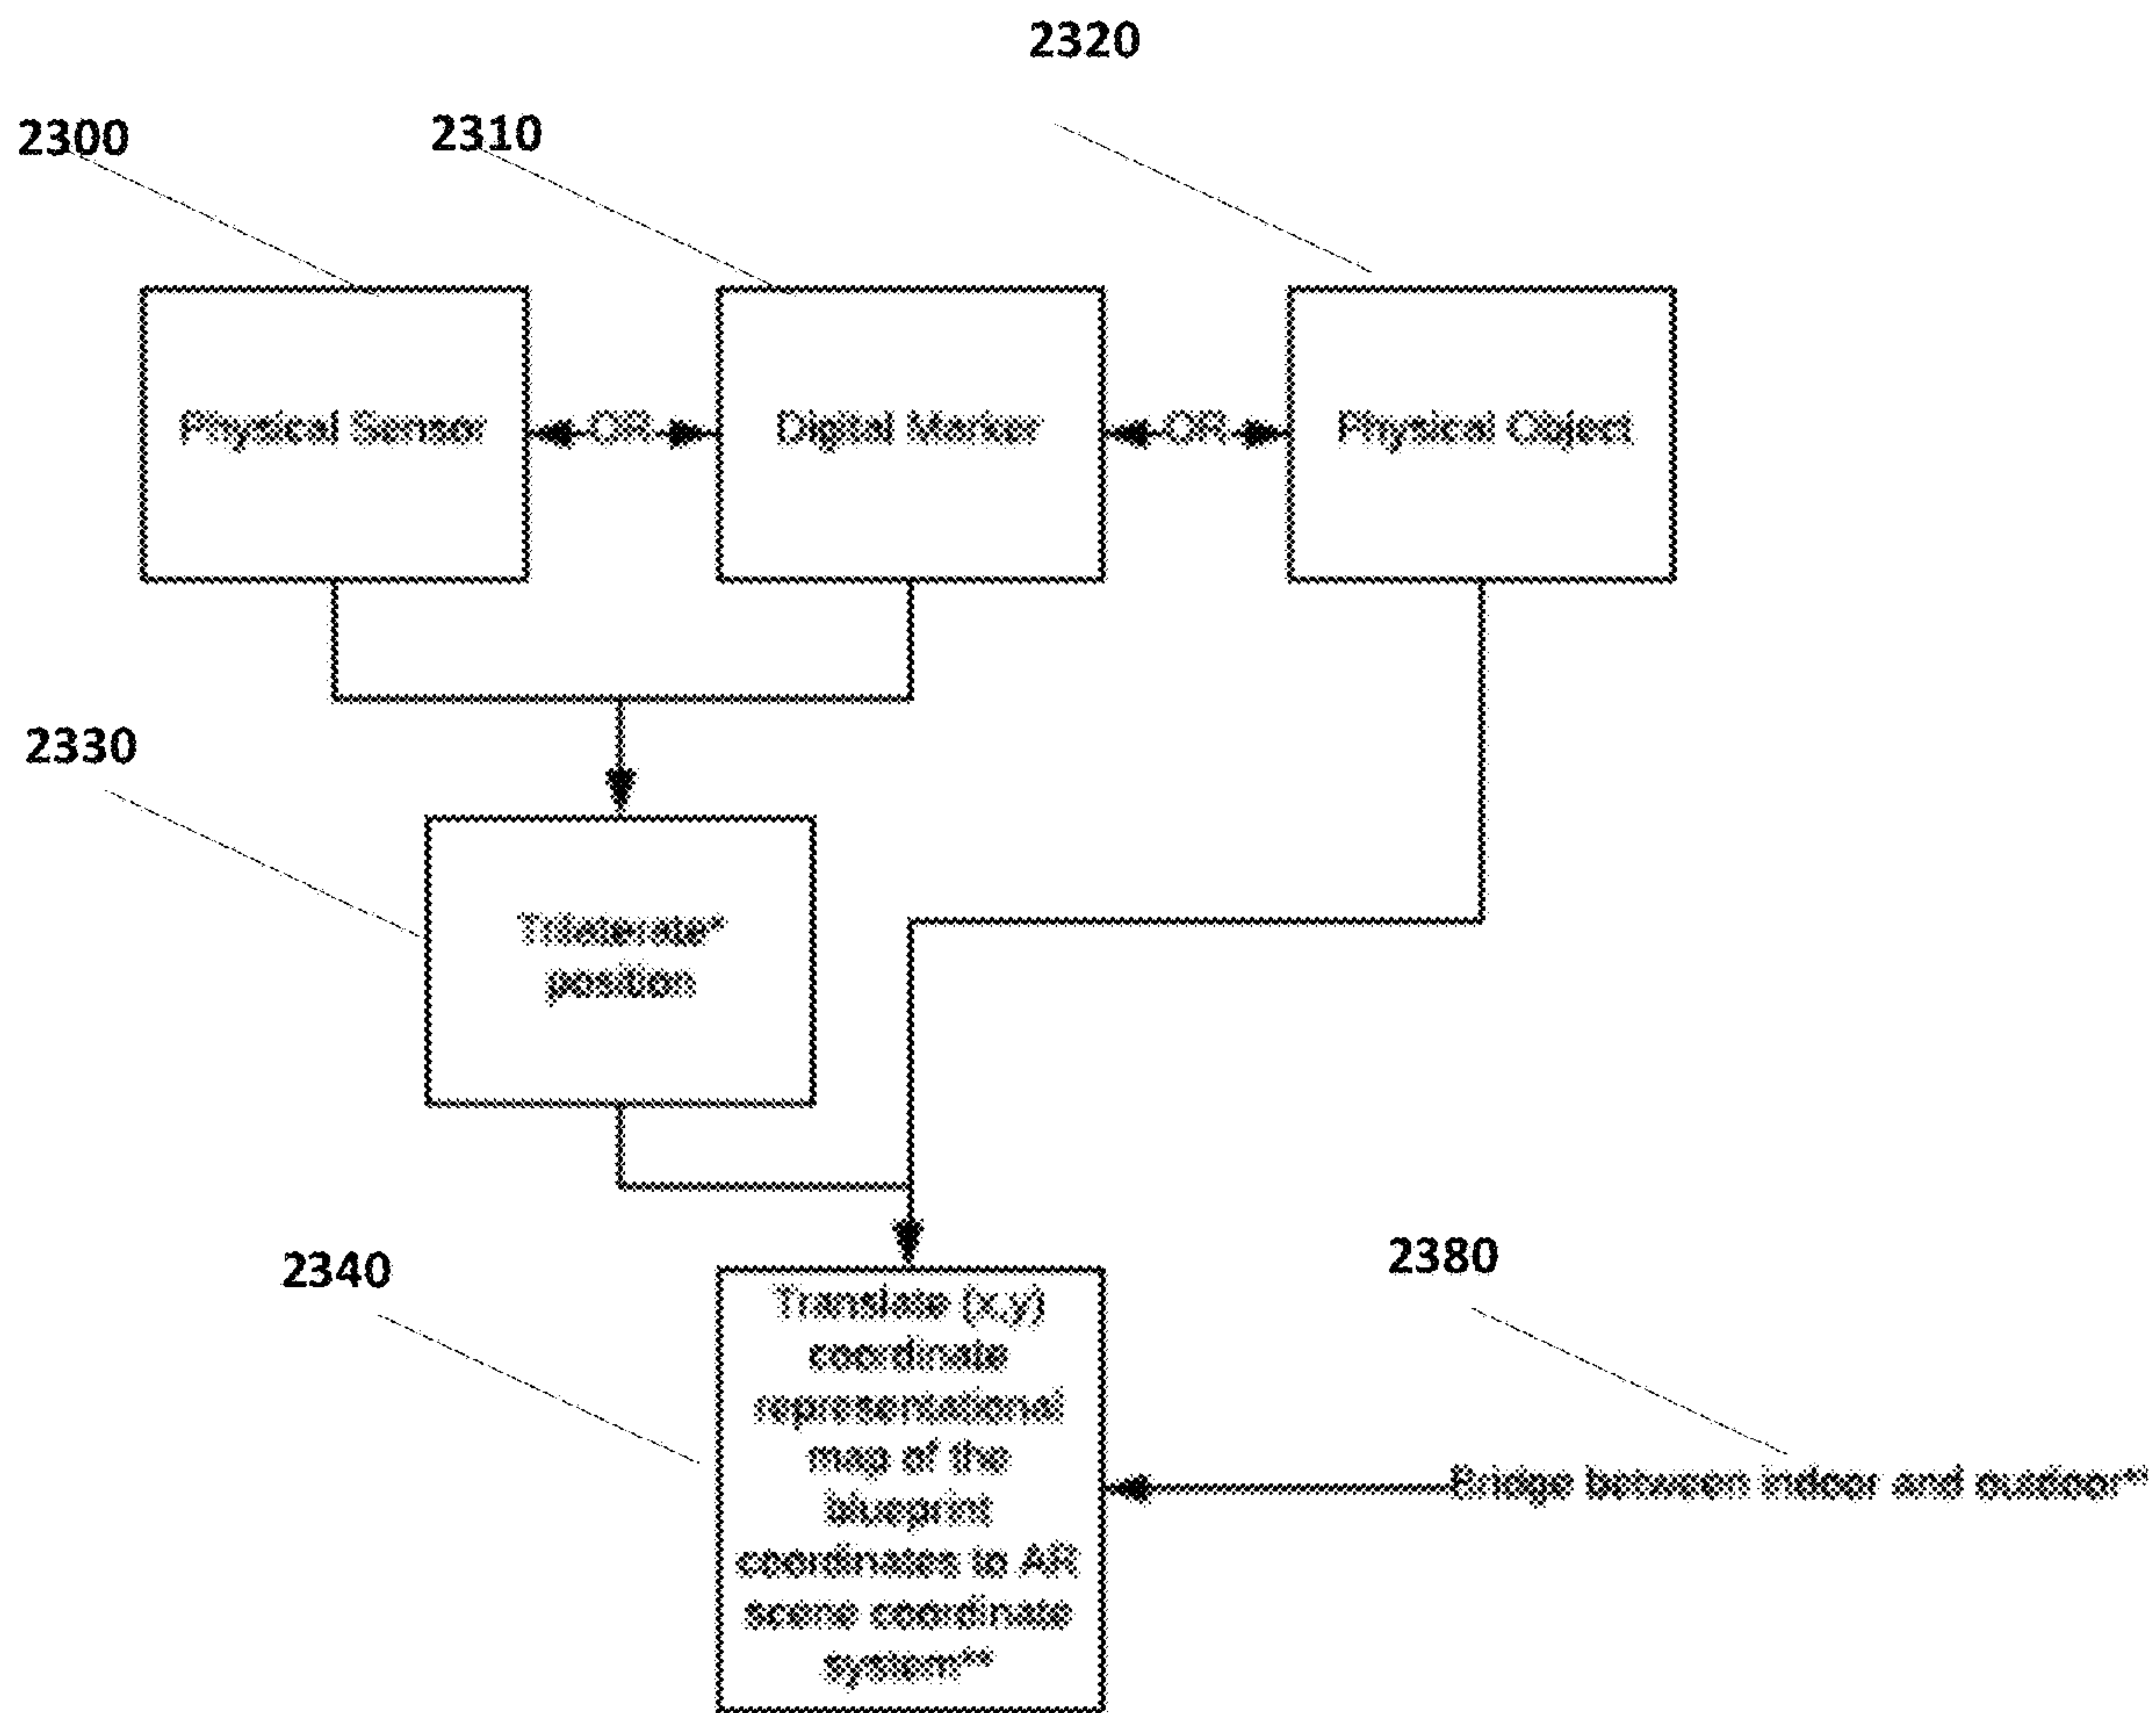 2320
2300
2310
Physical Sensor
OR
Digital Marker
OR
Physical Object
2330
Trilaterate*
position
2340
2380
Translate (x,y)
coordinate
representational
map of the
blueprint
coordinates to AR
scene coordinate
system**
Bridge between indoor and outdoor**